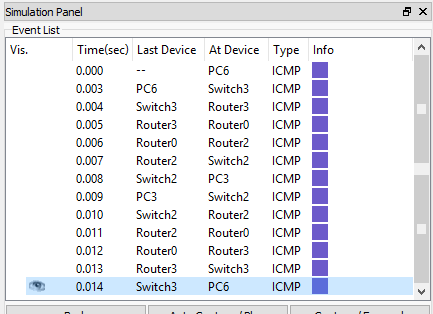 Simulation Panel
Event List
Vis. Time(sec) Last Device At Device Type Info
0.000 -- PC6 ICMP
0.003 PC6 Switch3 ICMP
0.004 Switch3 Router3 ICMP
0.005 Router3 Router0 ICMP
0.006 Router0 Router2 ICMP
0.007 Router2 Switch2 ICMP
0.008 Switch2 PC3 ICMP
0.009 PC3 Switch2 ICMP
0.010 Switch2 Router2 ICMP
0.011 Router2 Router0 ICMP
0.012 Router0 Router3 ICMP
0.013 Router3 Switch3 ICMP
0.014 Switch3 PC6 ICMP